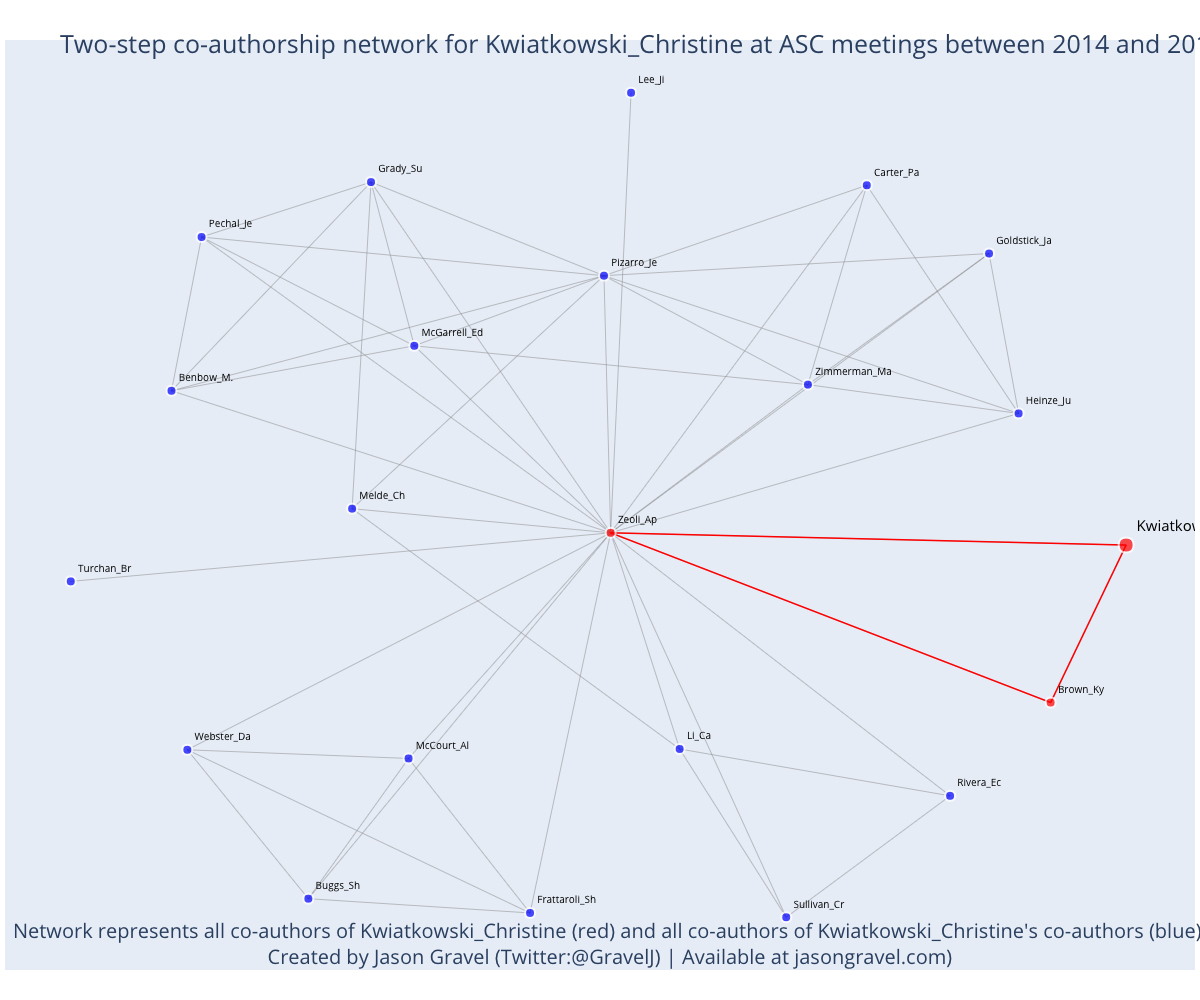 Two-step co-authorship network for Kwiatkowski_Christine at ASC meetings between 2014 and 201
Lee_Ji
Grady_Su
Carter_Pa
Pechal_Je
Goldstick_Ja
Pizarro_Je
McGarrell_Ed
Zimmerman_Ma
Benbow_M.
Heinze_Ju
Melde_Ch
Zeoli_Ap
Kwiatkow
Turchan_Br
Brown_Ky
Webster_Da
Li_Ca
McCourt_Al
Rivera_Ec
Buggs_Sh
Frattaroli_Sh
Sullivan_Cr
Network represents all co-authors of Kwiatkowski_Christine (red) and all co-authors of Kwiatkowski_Christine's co-authors (blue)
Created by Jason Gravel (Twitter:@GravelJ) | Available at jasongravel.com)